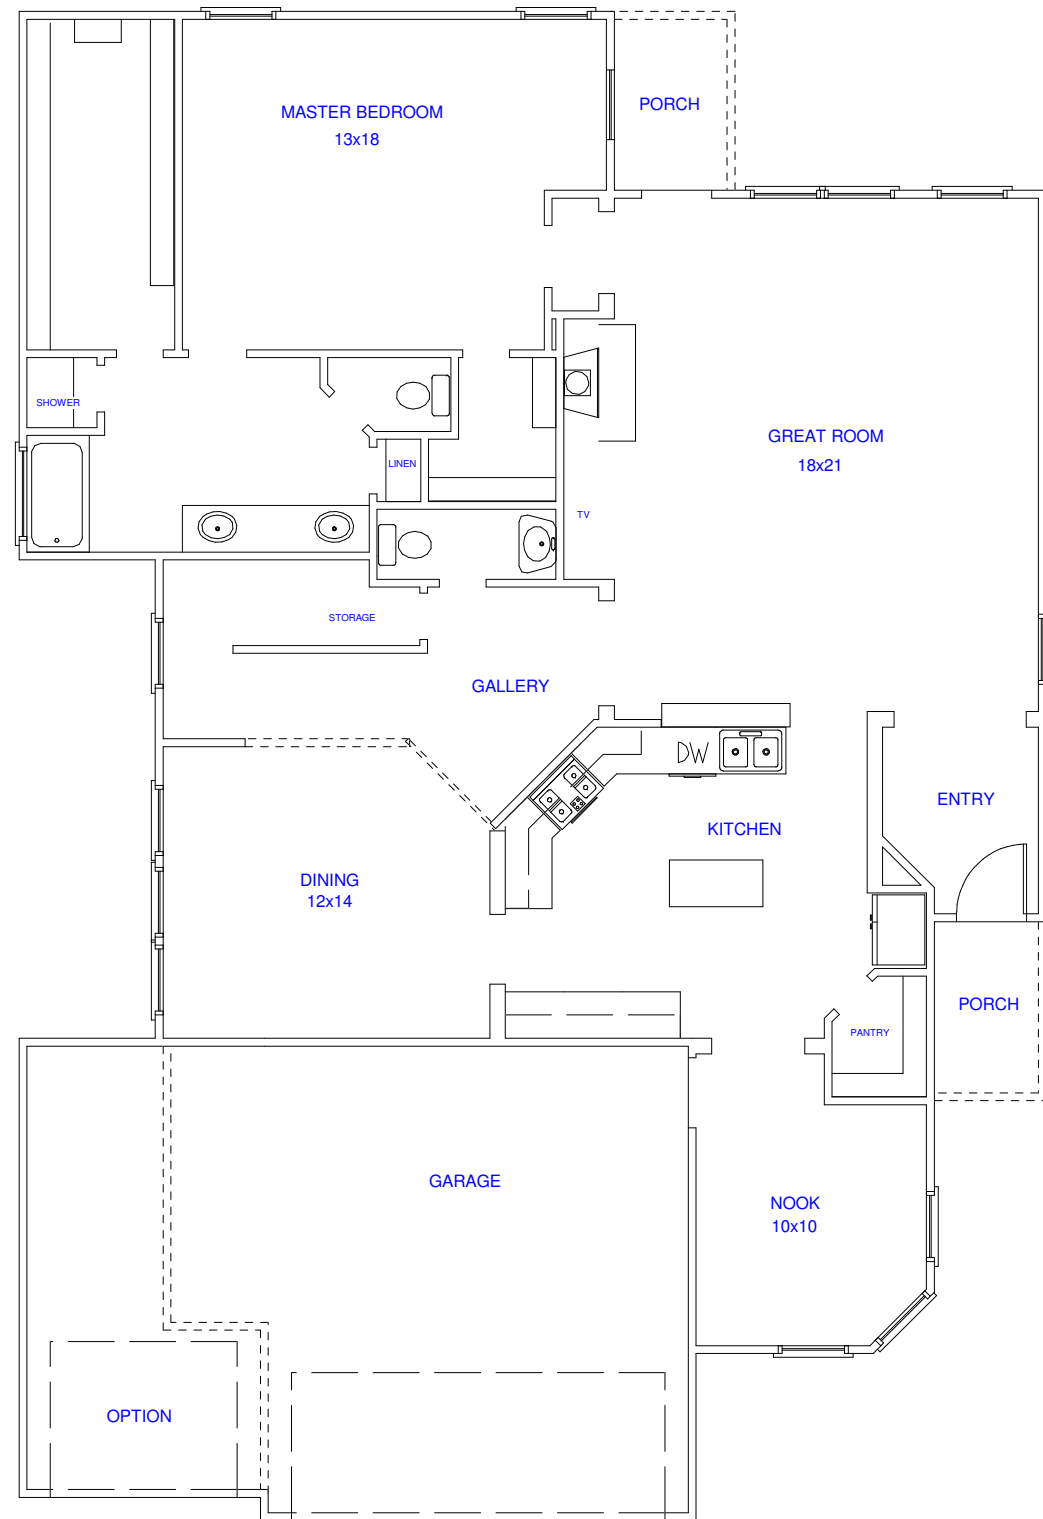 MASTER BEDROOM
13x18
PORCH
SHOWER
GREAT ROOM
18x21
LINEN
TV
STORAGE
GALLERY
DW
ENTRY
KITCHEN
DINING
12x14
PORCH
PANTRY
GARAGE
NOOK
10x10
OPTION